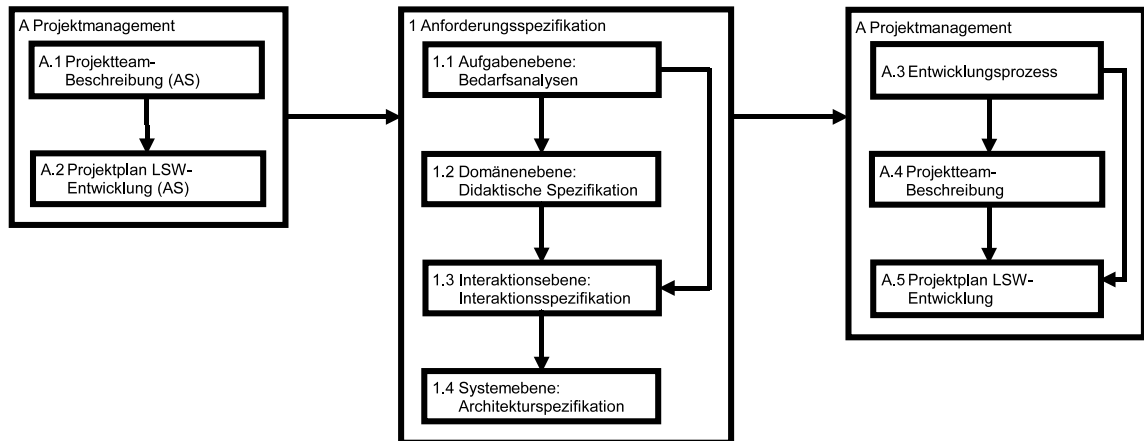 A Projektmanagement
A.1 Projektteam-
Beschreibung (AS)
A.2 Projektplan LSW-
Entwicklung (AS)
1 Anforderungsspezifikation
1.1 Aufgabenebene:
Bedarfsanalysen
1.2 Domänenebene:
Didaktische Spezifikation
1.3 Interaktionsebene:
Interaktionsspezifikation
1.4 Systemebene:
Architekturspezifikation
A Projektmanagement
A.3 Entwicklungsprozess
A.4 Projektteam-
Beschreibung
A.5 Projektplan LSW-
Entwicklung